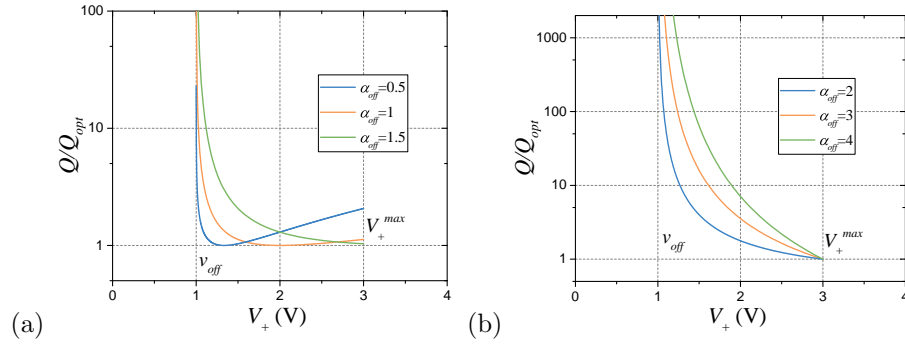 (a)
Q/Q_opt
100
10
1
α_off=0.5
α_off=1
α_off=1.5
V_+^max
v_off
0 1 2 3 4
V_+ (V)
(b)
Q/Q_opt
1000
100
10
1
α_off=2
α_off=3
α_off=4
V_+^max
v_off
0 1 2 3 4
V_+ (V)